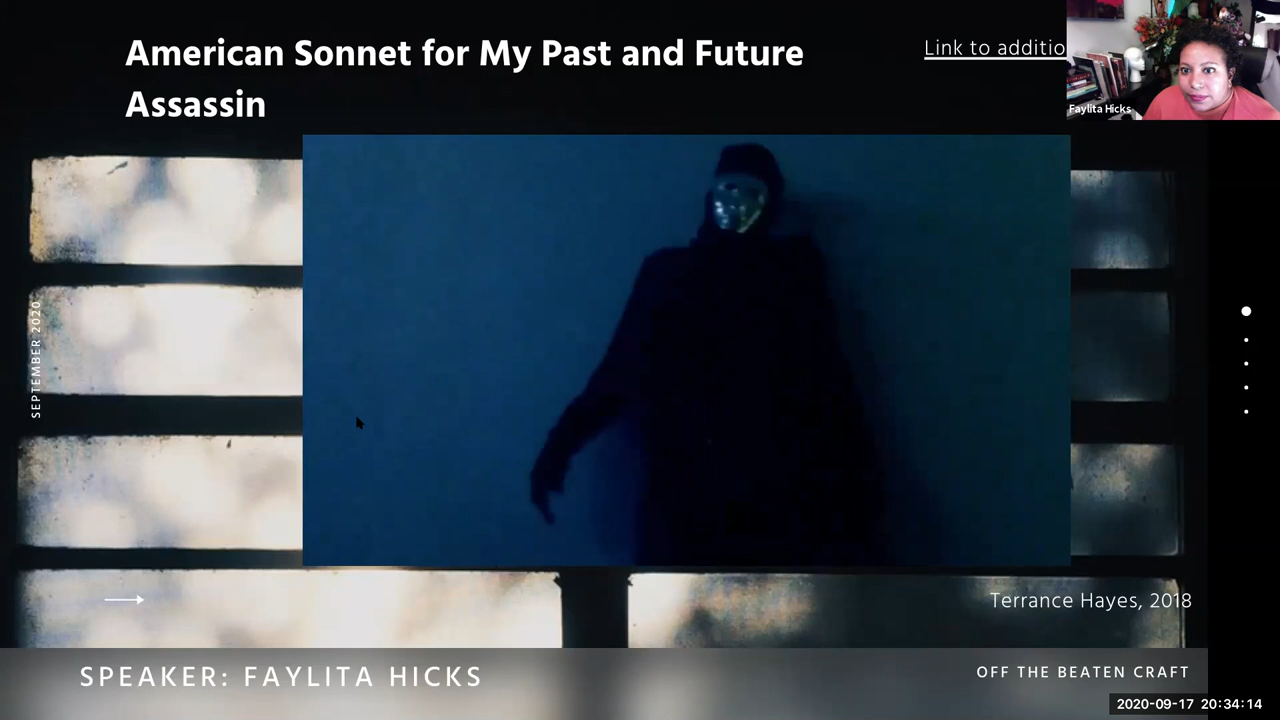 American Sonnet for My Past and Future
Assassin
Link to additio
Faylita Hicks
SEPTEMBER 2020
Terrance Hayes, 2018
SPEAKER: FAYLITA HICKS
OFF THE BEATEN CRAFT
2020-09-17 20:34:14